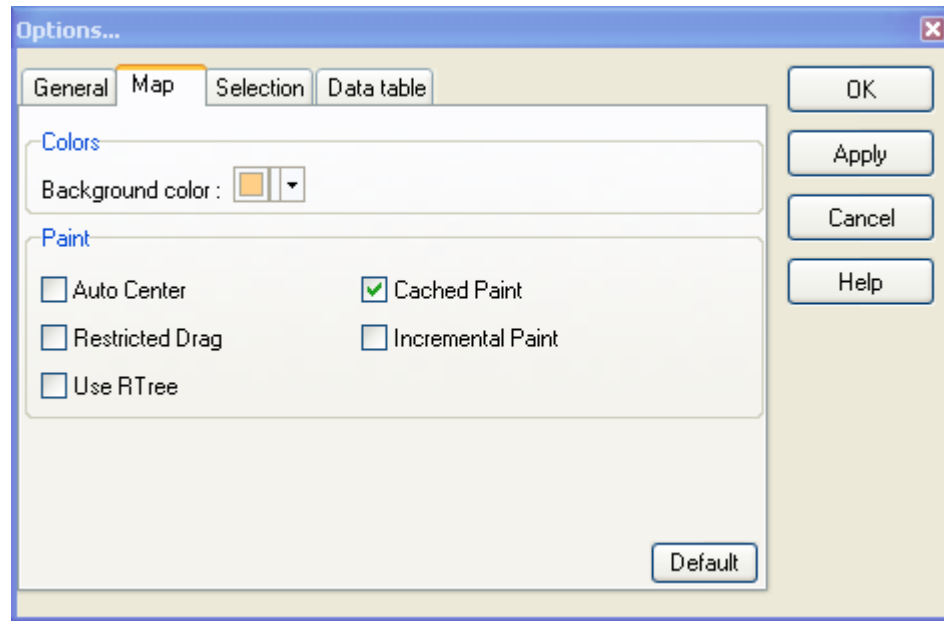 Options...
General Map Selection Data table
OK
Colors
Apply
Background color :
Cancel
Paint
Auto Center Cached Paint
Help
Restricted Drag Incremental Paint
Use RTree
Default